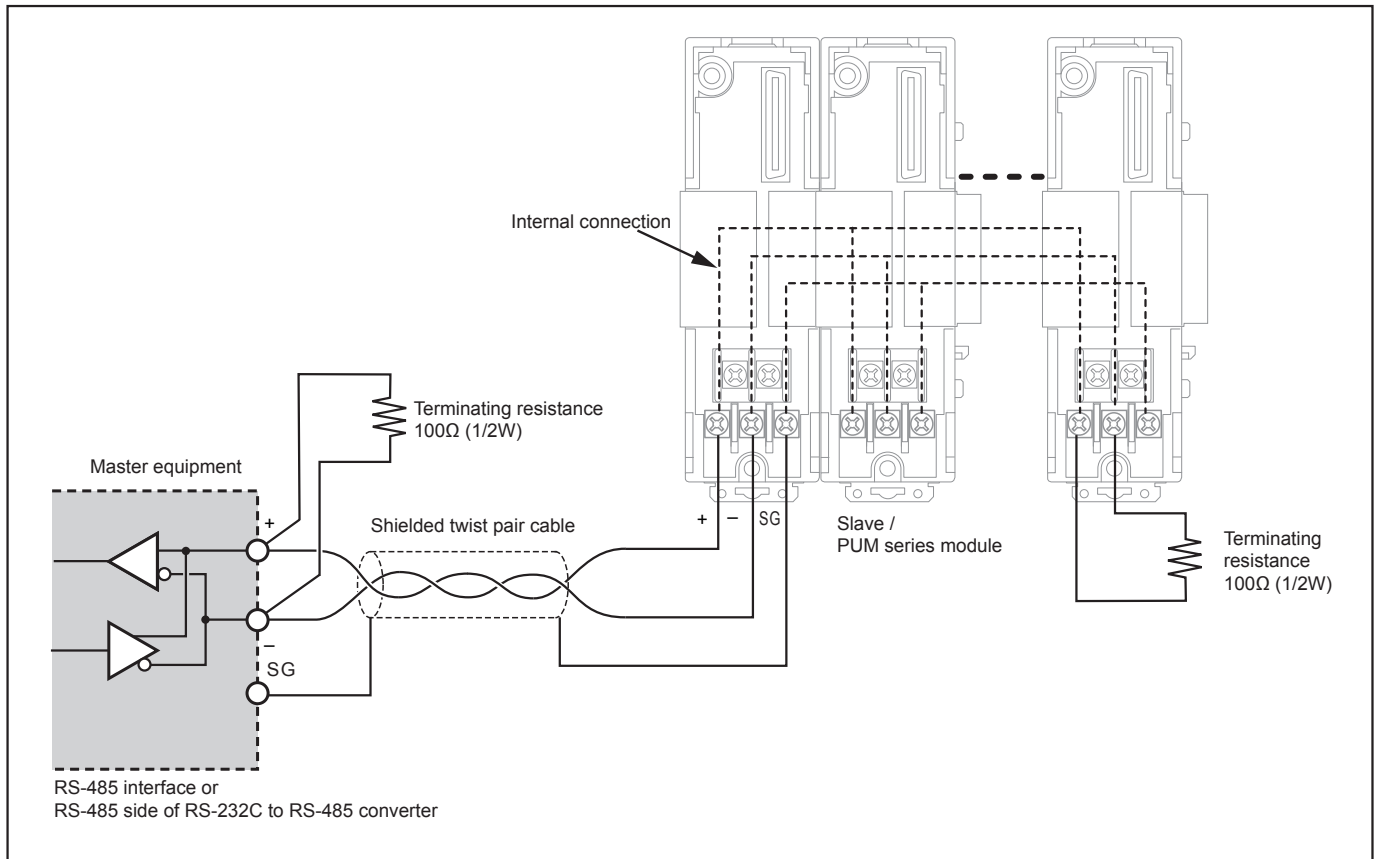 Internal connection
Terminating resistance
100Ω (1/2W)
Master equipment
+
Shielded twist pair cable
+ – SG
Slave /
PUM series module
Terminating
resistance
100Ω (1/2W)
–
SG
RS-485 interface or
RS-485 side of RS-232C to RS-485 converter